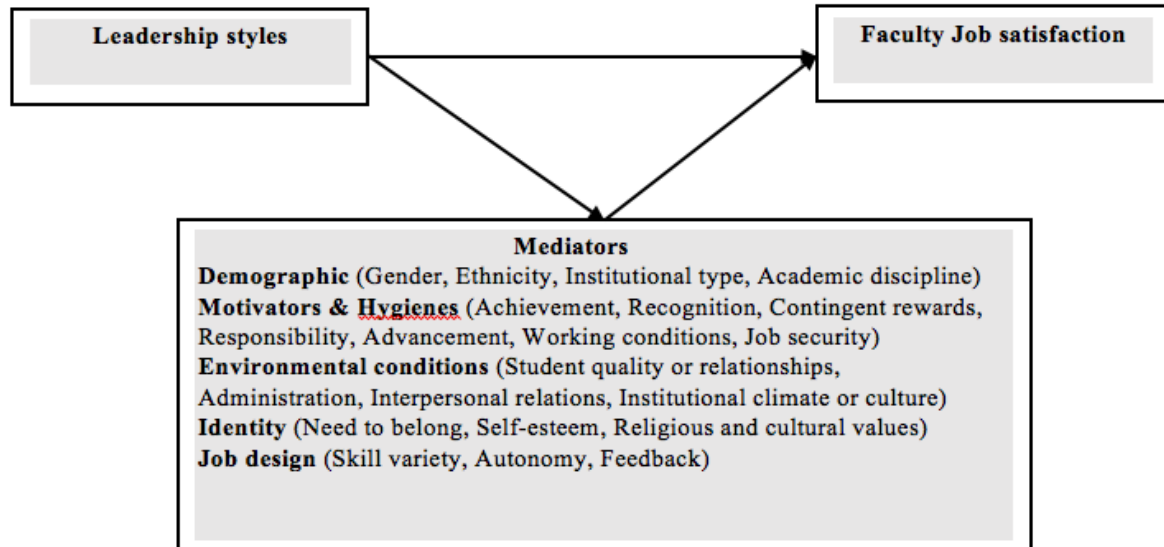 Leadership styles
Faculty Job satisfaction
Mediators
Demographic (Gender, Ethnicity, Institutional type, Academic discipline)
Motivators & Hygienes (Achievement, Recognition, Contingent rewards,
Responsibility, Advancement, Working conditions, Job security)
Environmental conditions (Student quality or relationships,
Administration, Interpersonal relations, Institutional climate or culture)
Identity (Need to belong, Self-esteem, Religious and cultural values)
Job design (Skill variety, Autonomy, Feedback)